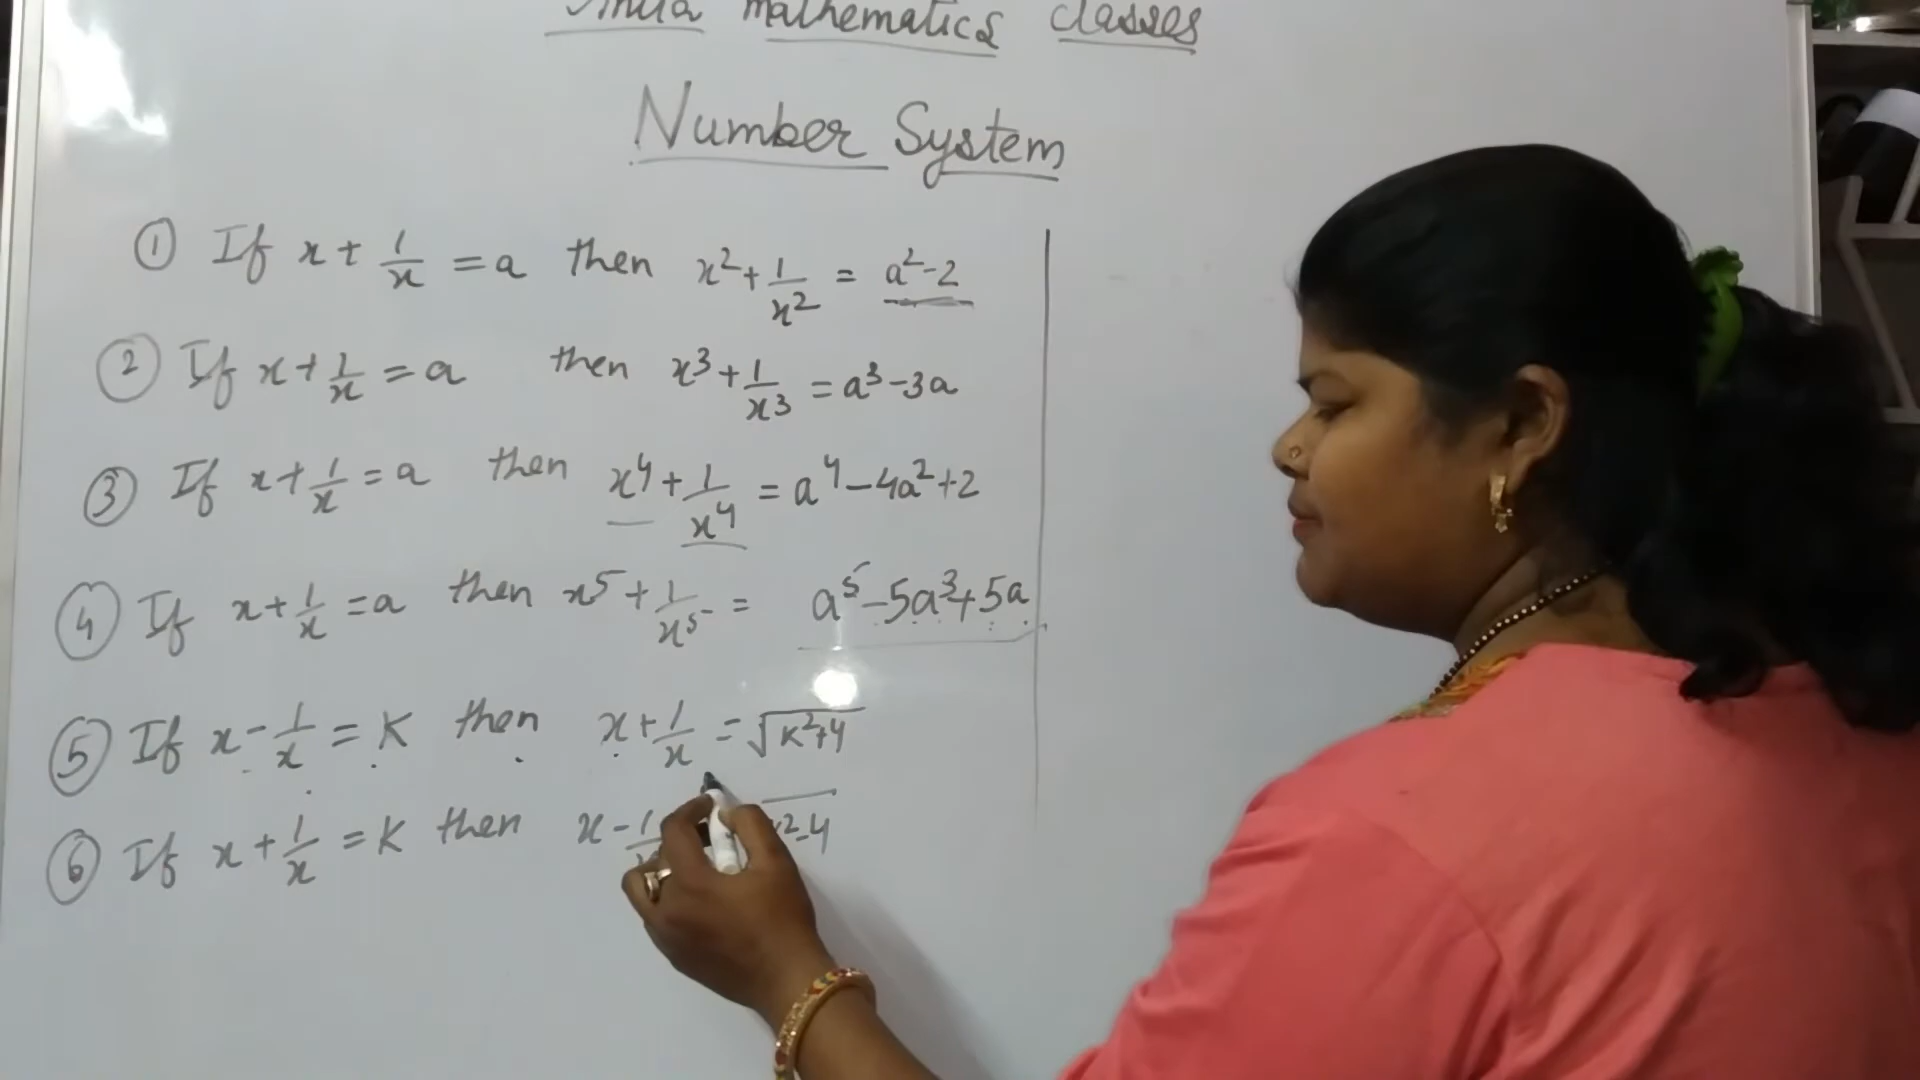 mathematics classes
Number System
① If x + 1/x = a then x² + 1/x² = a² - 2
② If x + 1/x = a then x³ + 1/x³ = a³ - 3a
③ If x + 1/x = a then x⁴ + 1/x⁴ = a⁴ - 4a² + 2
④ If x + 1/x = a then x⁵ + 1/x⁵ = a⁵ - 5a³ + 5a
⑤ If x - 1/x = K then x + 1/x = √(K² + 4)
⑥ If x + 1/x = K then x - 1/ ² - 4